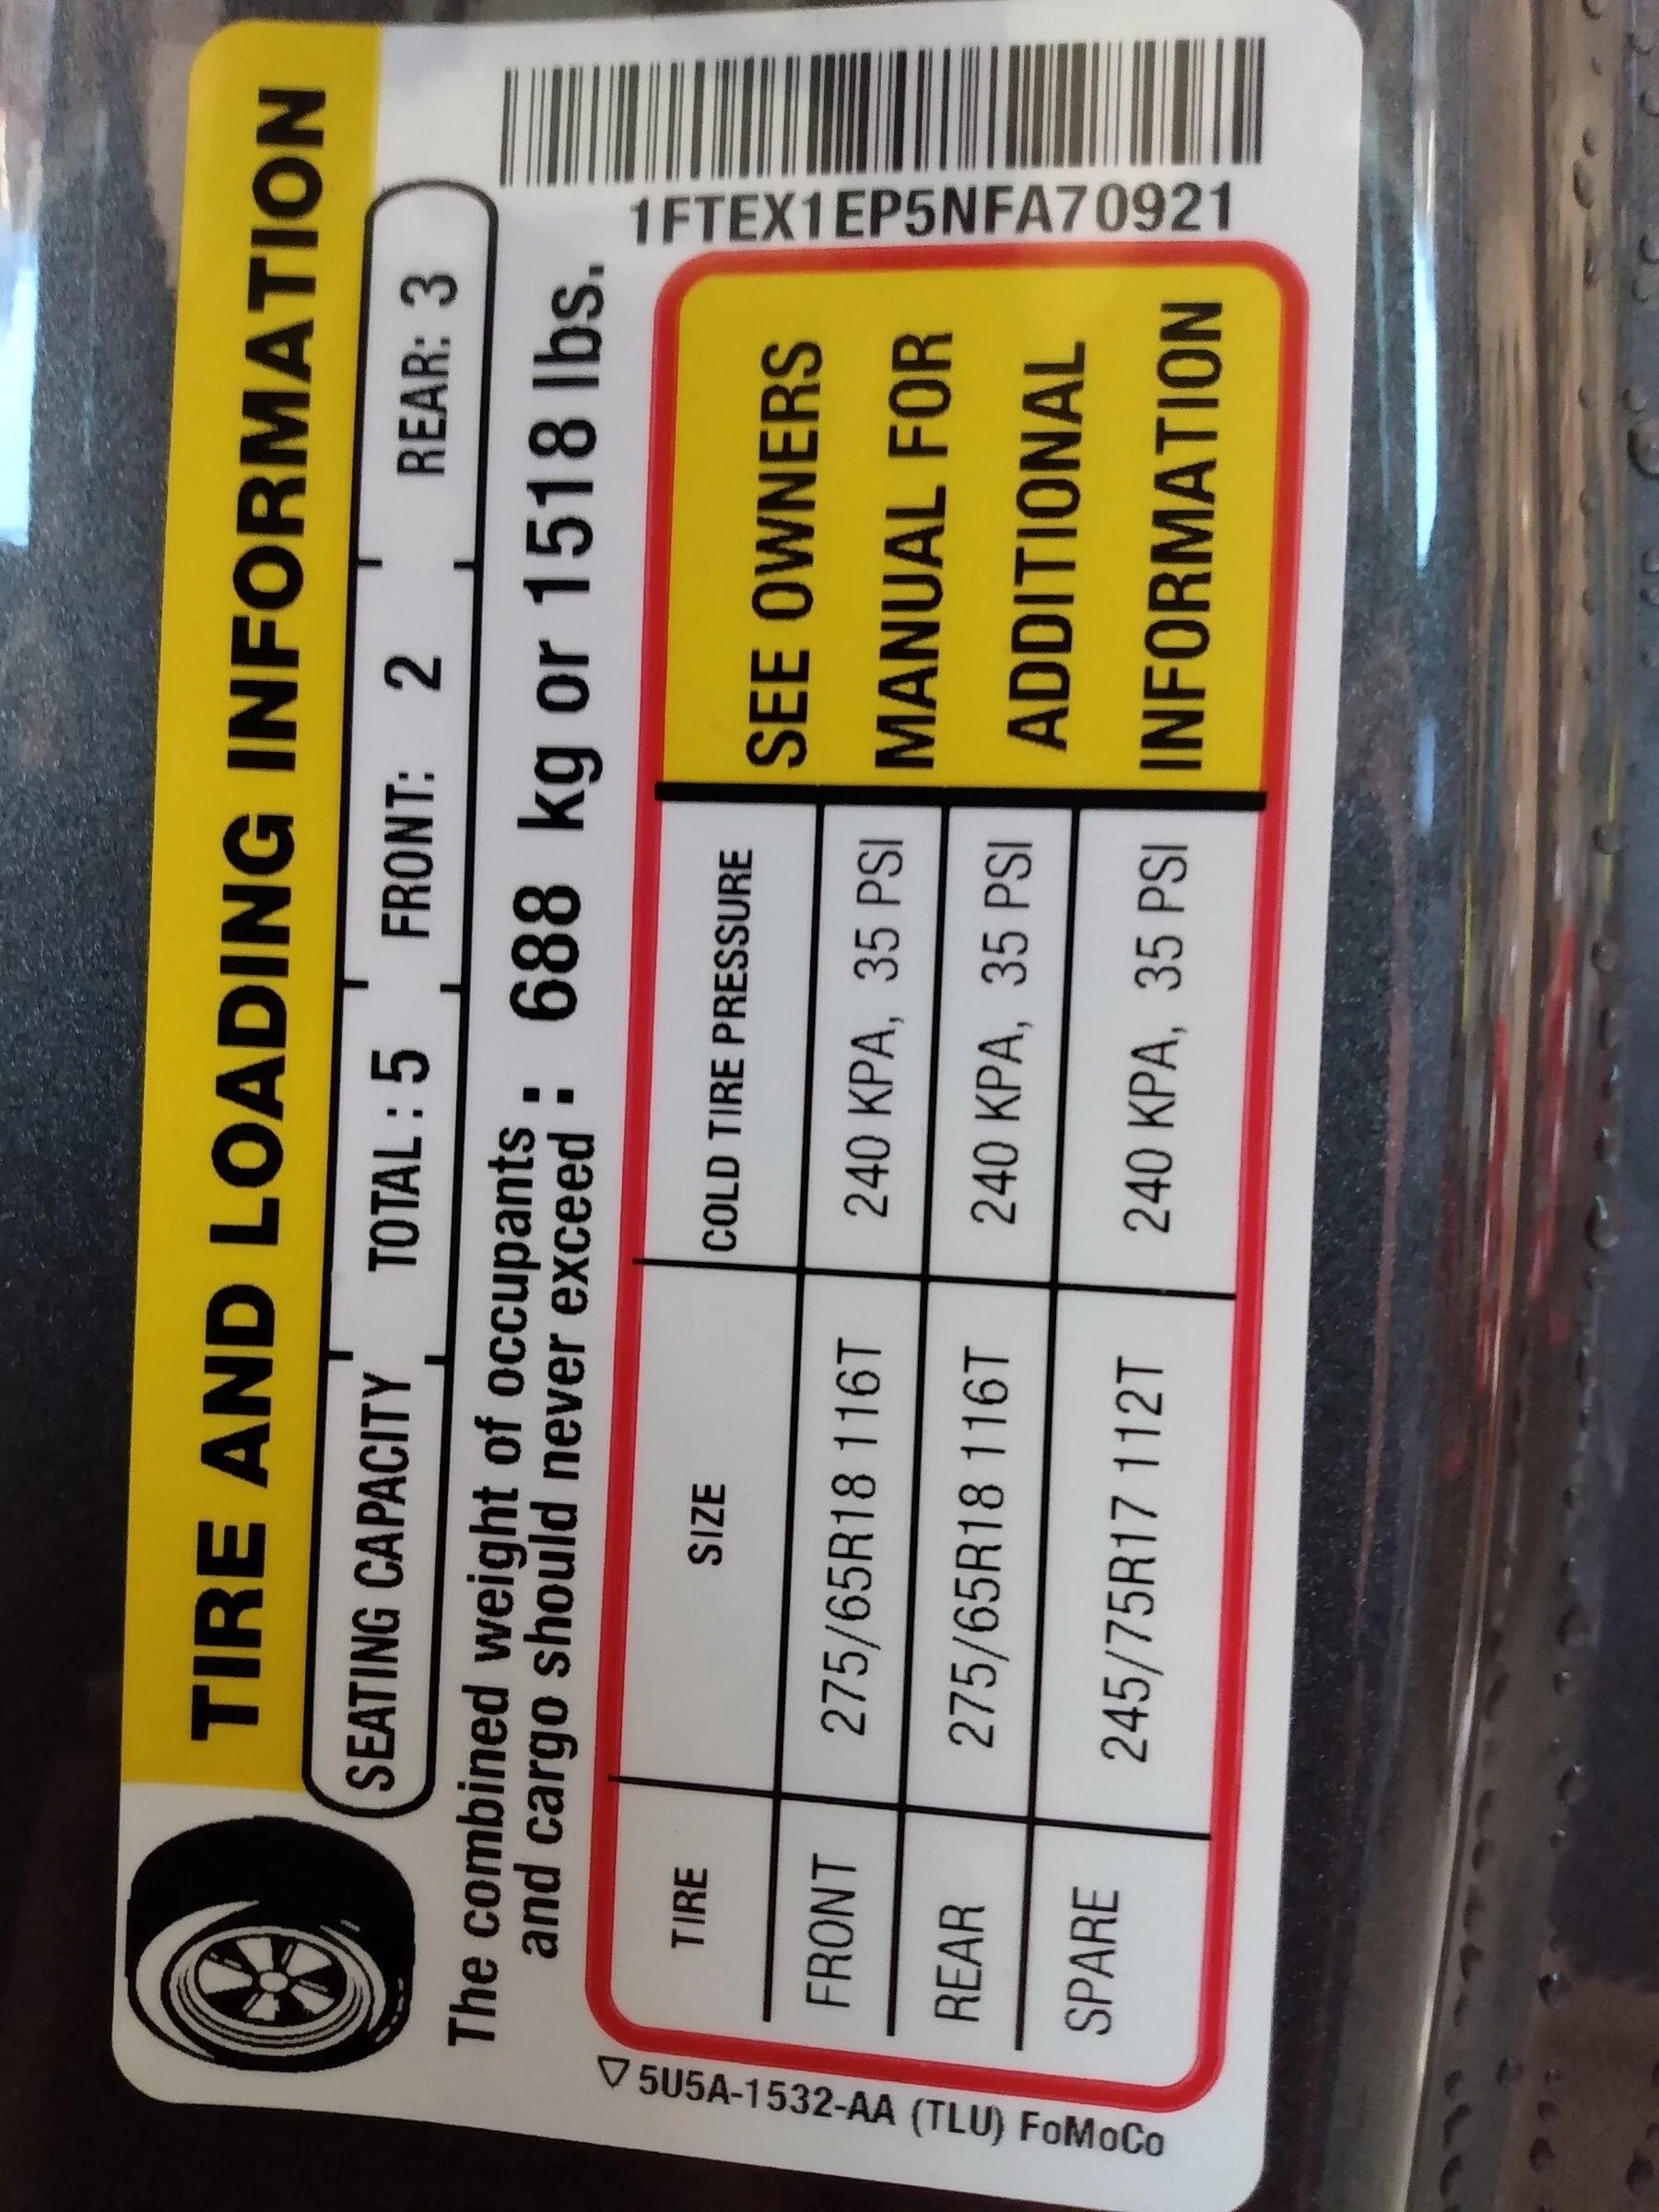 TIRE AND LOADING INFORMATION
SEATING CAPACITY TOTAL : 5 FRONT: 2 REAR: 3
The combined weight of occupants
and cargo should never exceed : 688 kg or 1518 lbs.
1FTEX1EP5NFA70921
TIRE SIZE COLD TIRE PRESSURE
FRONT 275/65R18 116T 240 KPA, 35 PSI
REAR 275/65R18 116T 240 KPA, 35 PSI
SPARE 245/75R17 112T 240 KPA, 35 PSI
SEE OWNERS
MANUAL FOR
ADDITIONAL
INFORMATION
5U5A-1532-AA (TLU) FoMoCo